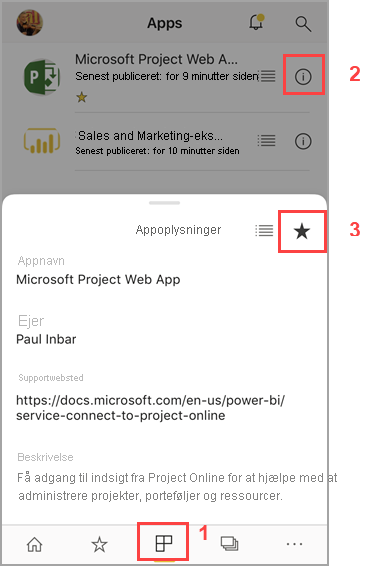 Apps
Microsoft Project Web A...
Senest publiceret: for 9 minutter siden
2
Sales and Marketing-eks...
Senest publiceret: for 10 minutter siden
Appoplysninger
3
Appnavn
Microsoft Project Web App
Ejer
Paul Inbar
Supportwebsted
https://docs.microsoft.com/en-us/power-bi/
service-connect-to-project-online
Beskrivelse
Få adgang til indsigt fra Project Online for at hjælpe med at
administrere projekter, porteføljer og ressourcer.
1